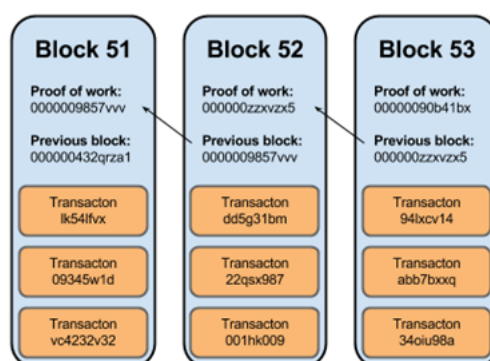 Block 51
Proof of work:
0000009857vvv
Previous block:
000000432qrza1
Transacton
lk54lfvx
Transacton
09345w1d
Transacton
vc4232v32
Block 52
Proof of work:
000000zzxvzx5
Previous block:
0000009857vvv
Transacton
dd5g31bm
Transacton
22qsx987
Transacton
001hk009
Block 53
Proof of work:
00000090b41bx
Previous block:
000000zzxvzx5
Transacton
94lxcv14
Transacton
abb7bxxq
Transacton
34oiu98a